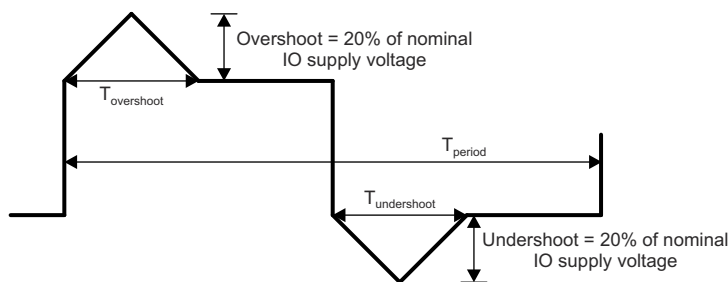 Overshoot = 20% of nominal
IO supply voltage
Tovershoot
Tperiod
Tundershoot
Undershoot = 20% of nominal
IO supply voltage